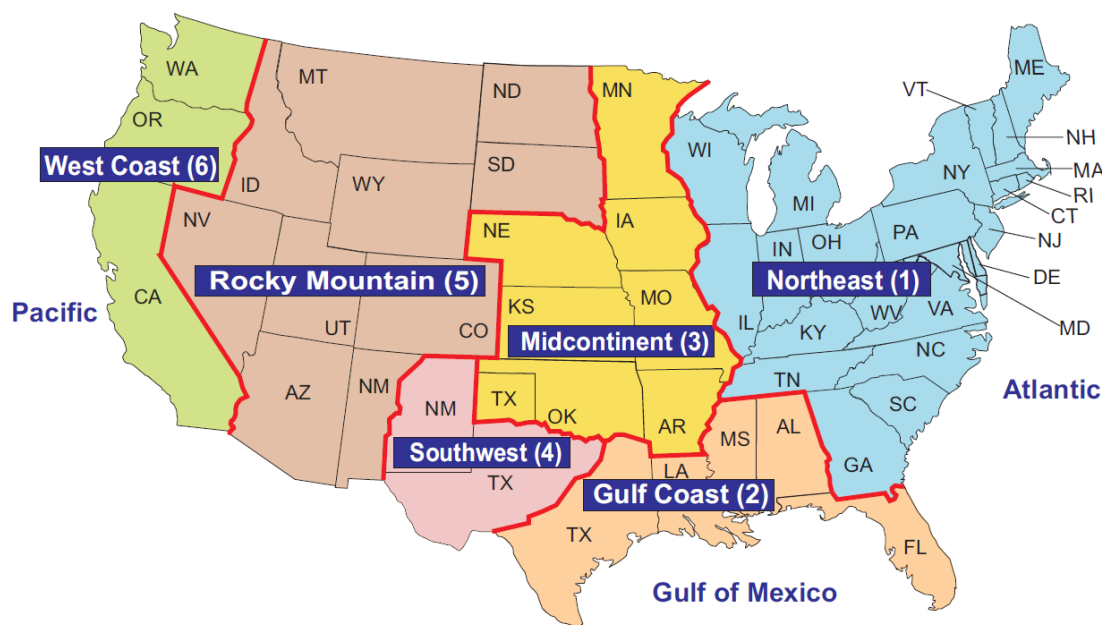 WA
MT
ND
MN
ME
VT
OR
NH
WI
West Coast (6)
SD
NY
MA
ID
WY
MI
RI
CT
NV
NE
IA
PA
NJ
IN
OH
Rocky Mountain (5)
Northeast (1)
DE
CA
KS
MO
Pacific
WV
VA
MD
UT
CO
Midcontinent (3)
IL
KY
NC
TN
AZ
NM
NM
TX
OK
AR
SC
Atlantic
MS
AL
Southwest (4)
LA
GA
TX
Gulf Coast (2)
TX
FL
Gulf of Mexico